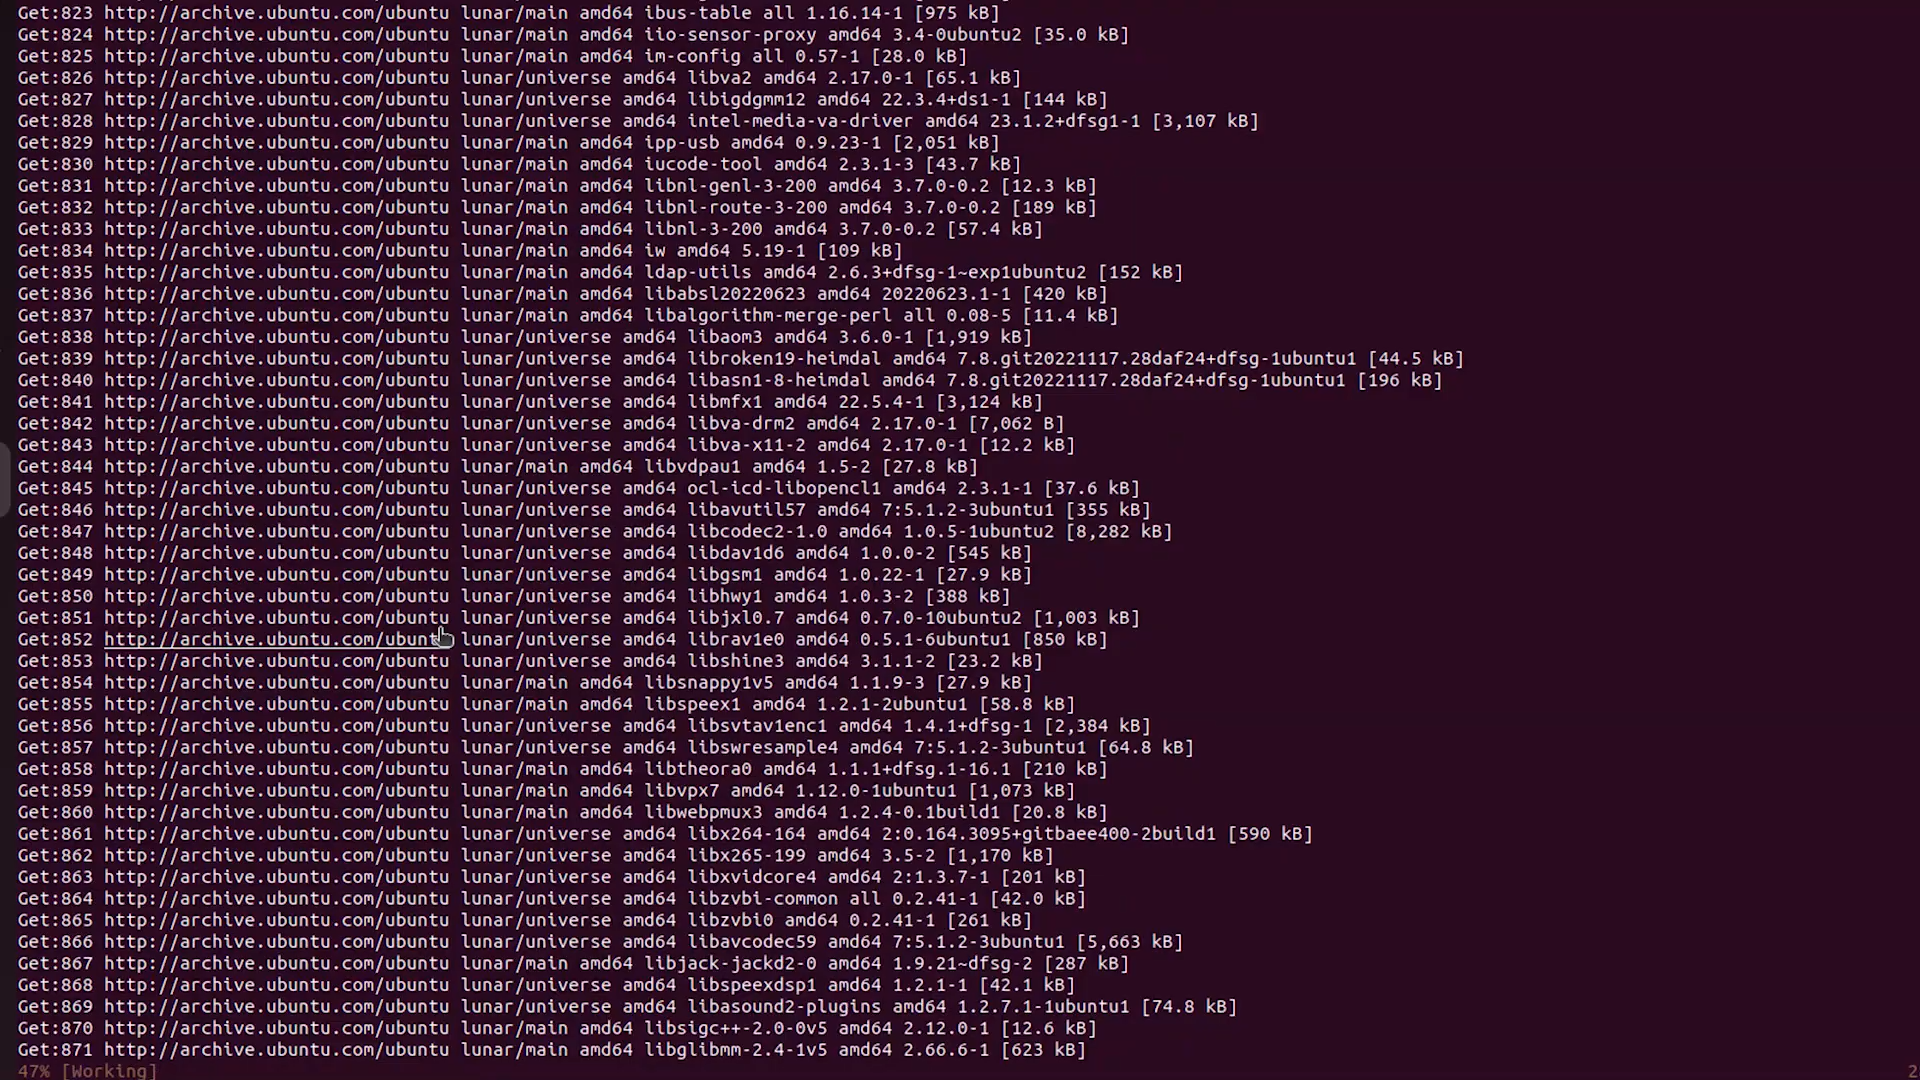 Get:823 http://archive.ubuntu.com/ubuntu lunar/main amd64 ibus-table all 1.16.14-1 [975 kB]
Get:824 http://archive.ubuntu.com/ubuntu lunar/main amd64 iio-sensor-proxy amd64 3.4-0ubuntu2 [35.0 kB]
Get:825 http://archive.ubuntu.com/ubuntu lunar/main amd64 im-config all 0.57-1 [28.0 kB]
Get:826 http://archive.ubuntu.com/ubuntu lunar/universe amd64 libva2 amd64 2.17.0-1 [65.1 kB]
Get:827 http://archive.ubuntu.com/ubuntu lunar/universe amd64 libigdgmm12 amd64 22.3.4+ds1-1 [144 kB]
Get:828 http://archive.ubuntu.com/ubuntu lunar/universe amd64 intel-media-va-driver amd64 23.1.2+dfsg1-1 [3,107 kB]
Get:829 http://archive.ubuntu.com/ubuntu lunar/main amd64 ipp-usb amd64 0.9.23-1 [2,051 kB]
Get:830 http://archive.ubuntu.com/ubuntu lunar/main amd64 iucode-tool amd64 2.3.1-3 [43.7 kB]
Get:831 http://archive.ubuntu.com/ubuntu lunar/main amd64 libnl-genl-3-200 amd64 3.7.0-0.2 [12.3 kB]
Get:832 http://archive.ubuntu.com/ubuntu lunar/main amd64 libnl-route-3-200 amd64 3.7.0-0.2 [189 kB]
Get:833 http://archive.ubuntu.com/ubuntu lunar/main amd64 libnl-3-200 amd64 3.7.0-0.2 [57.4 kB]
Get:834 http://archive.ubuntu.com/ubuntu lunar/main amd64 iw amd64 5.19-1 [109 kB]
Get:835 http://archive.ubuntu.com/ubuntu lunar/main amd64 ldap-utils amd64 2.6.3+dfsg-1~exp1ubuntu2 [152 kB]
Get:836 http://archive.ubuntu.com/ubuntu lunar/main amd64 libabsl20220623 amd64 20220623.1-1 [420 kB]
Get:837 http://archive.ubuntu.com/ubuntu lunar/main amd64 libalgorithm-merge-perl all 0.08-5 [11.4 kB]
Get:838 http://archive.ubuntu.com/ubuntu lunar/universe amd64 libaom3 amd64 3.6.0-1 [1,919 kB]
Get:839 http://archive.ubuntu.com/ubuntu lunar/universe amd64 libroken19-heimdal amd64 7.8.git20221117.28daf24+dfsg-1ubuntu1 [44.5 kB]
Get:840 http://archive.ubuntu.com/ubuntu lunar/universe amd64 libasn1-8-heimdal amd64 7.8.git20221117.28daf24+dfsg-1ubuntu1 [196 kB]
Get:841 http://archive.ubuntu.com/ubuntu lunar/universe amd64 libmfx1 amd64 22.5.4-1 [3,124 kB]
Get:842 http://archive.ubuntu.com/ubuntu lunar/universe amd64 libva-drm2 amd64 2.17.0-1 [7,062 B]
Get:843 http://archive.ubuntu.com/ubuntu lunar/universe amd64 libva-x11-2 amd64 2.17.0-1 [12.2 kB]
Get:844 http://archive.ubuntu.com/ubuntu lunar/main amd64 libvdpau1 amd64 1.5-2 [27.8 kB]
Get:845 http://archive.ubuntu.com/ubuntu lunar/universe amd64 ocl-icd-libopencl1 amd64 2.3.1-1 [37.6 kB]
Get:846 http://archive.ubuntu.com/ubuntu lunar/universe amd64 libavutil57 amd64 7:5.1.2-3ubuntu1 [355 kB]
Get:847 http://archive.ubuntu.com/ubuntu lunar/universe amd64 libcodec2-1.0 amd64 1.0.5-1ubuntu2 [8,282 kB]
Get:848 http://archive.ubuntu.com/ubuntu lunar/universe amd64 libdav1d6 amd64 1.0.0-2 [545 kB]
Get:849 http://archive.ubuntu.com/ubuntu lunar/universe amd64 libgsm1 amd64 1.0.22-1 [27.9 kB]
Get:850 http://archive.ubuntu.com/ubuntu lunar/universe amd64 libhwy1 amd64 1.0.3-2 [388 kB]
Get:851 http://archive.ubuntu.com/ubuntu lunar/universe amd64 libjxl0.7 amd64 0.7.0-10ubuntu2 [1,003 kB]
Get:852 http://archive.ubuntu.com/ubuntu lunar/universe amd64 librav1e0 amd64 0.5.1-6ubuntu1 [850 kB]
Get:853 http://archive.ubuntu.com/ubuntu lunar/universe amd64 libshine3 amd64 3.1.1-2 [23.2 kB]
Get:854 http://archive.ubuntu.com/ubuntu lunar/main amd64 libsnappy1v5 amd64 1.1.9-3 [27.9 kB]
Get:855 http://archive.ubuntu.com/ubuntu lunar/main amd64 libspeex1 amd64 1.2.1-2ubuntu1 [58.8 kB]
Get:856 http://archive.ubuntu.com/ubuntu lunar/universe amd64 libsvtav1enc1 amd64 1.4.1+dfsg-1 [2,384 kB]
Get:857 http://archive.ubuntu.com/ubuntu lunar/universe amd64 libswresample4 amd64 7:5.1.2-3ubuntu1 [64.8 kB]
Get:858 http://archive.ubuntu.com/ubuntu lunar/main amd64 libtheora0 amd64 1.1.1+dfsg.1-16.1 [210 kB]
Get:859 http://archive.ubuntu.com/ubuntu lunar/main amd64 libvpx7 amd64 1.12.0-1ubuntu1 [1,073 kB]
Get:860 http://archive.ubuntu.com/ubuntu lunar/main amd64 libwebpmux3 amd64 1.2.4-0.1build1 [20.8 kB]
Get:861 http://archive.ubuntu.com/ubuntu lunar/universe amd64 libx264-164 amd64 2:0.164.3095+gitbaee400-2build1 [590 kB]
Get:862 http://archive.ubuntu.com/ubuntu lunar/universe amd64 libx265-199 amd64 3.5-2 [1,170 kB]
Get:863 http://archive.ubuntu.com/ubuntu lunar/universe amd64 libxvidcore4 amd64 2:1.3.7-1 [201 kB]
Get:864 http://archive.ubuntu.com/ubuntu lunar/universe amd64 libzvbi-common all 0.2.41-1 [42.0 kB]
Get:865 http://archive.ubuntu.com/ubuntu lunar/universe amd64 libzvbi0 amd64 0.2.41-1 [261 kB]
Get:866 http://archive.ubuntu.com/ubuntu lunar/universe amd64 libavcodec59 amd64 7:5.1.2-3ubuntu1 [5,663 kB]
Get:867 http://archive.ubuntu.com/ubuntu lunar/main amd64 libjack-jackd2-0 amd64 1.9.21~dfsg-2 [287 kB]
Get:868 http://archive.ubuntu.com/ubuntu lunar/main amd64 libspeexdsp1 amd64 1.2.1-1 [42.1 kB]
Get:869 http://archive.ubuntu.com/ubuntu lunar/universe amd64 libasound2-plugins amd64 1.2.7.1-1ubuntu1 [74.8 kB]
Get:870 http://archive.ubuntu.com/ubuntu lunar/main amd64 libsigc++-2.0-0v5 amd64 2.12.0-1 [12.6 kB]
Get:871 http://archive.ubuntu.com/ubuntu lunar/main amd64 libglibmm-2.4-1v5 amd64 2.66.6-1 [623 kB]
47% [Working] 2